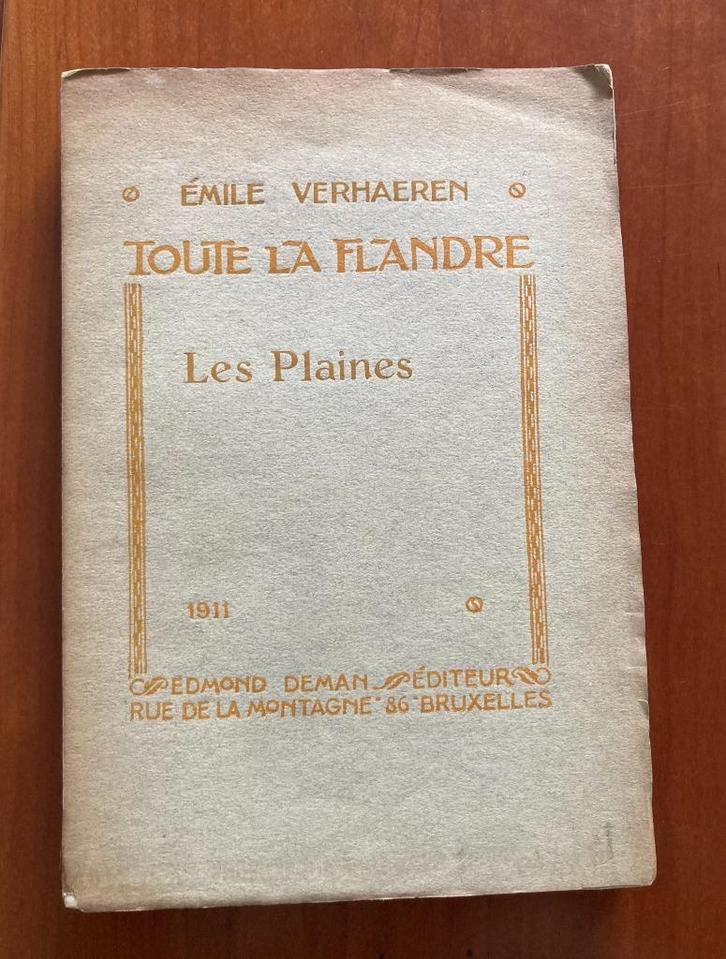 ÉMILE VERHAEREN
TOUTE LA FLANDRE
Les Plaines
1911
EDMOND DEMAN ÉDITEUR
RUE DE LA MONTAGNE 86 BRUXELLES